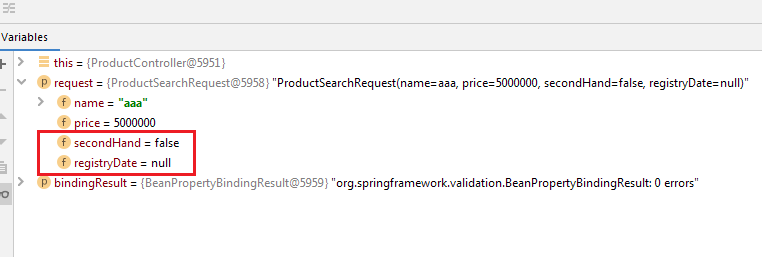 Variables
this = {ProductController@5951}
request = {ProductSearchRequest@5958} "ProductSearchRequest(name=aaa, price=5000000, secondHand=false, registryDate=null)"
f name = "aaa"
f price = 5000000
f secondHand = false
f registryDate = null
p bindingResult = {BeanPropertyBindingResult@5959} "org.springframework.validation.BeanPropertyBindingResult: 0 errors"